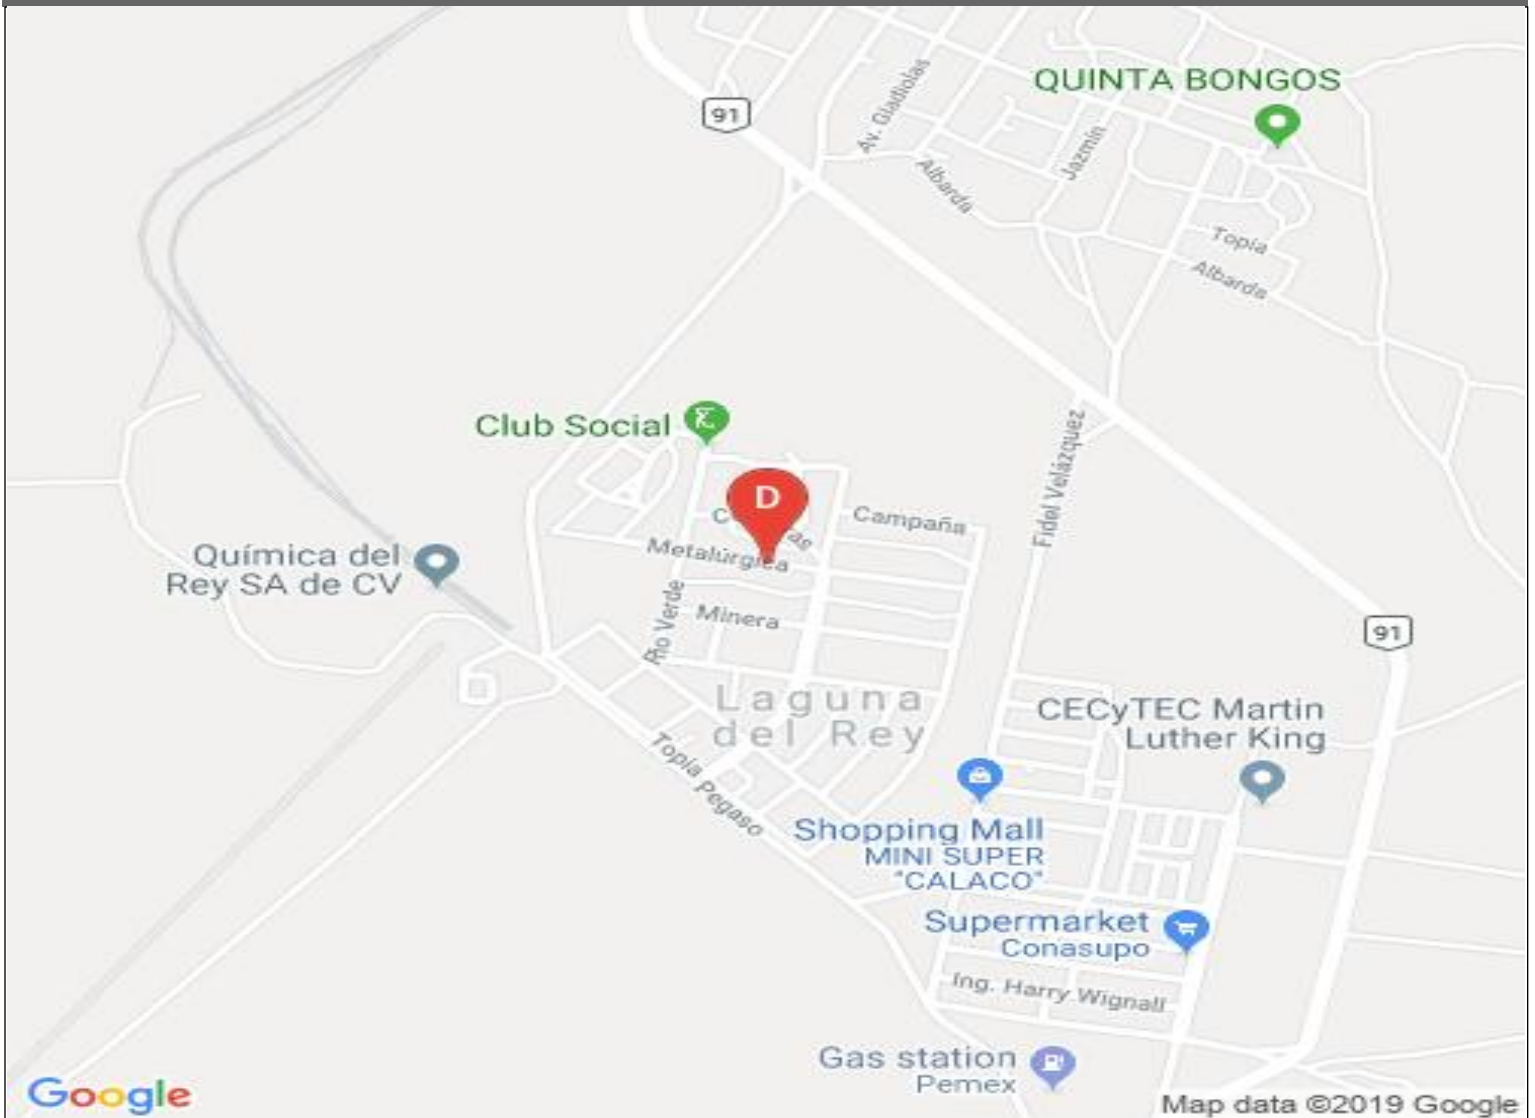 QUINTA BONGOS
91
Av. Gladiolas
Jazmín
Albarda
Topía
Albarda
Club Social
Fidel Velázquez
D
Campaña
Metalúrgica
Química del
Rey SA de CV
Minera
Río Verde
91
Laguna
del Rey
CECyTEC Martin
Luther King
Topía Pegaso
Shopping Mall
MINI SUPER
"CALACO"
Supermarket
Conasupo
Ing. Harry Wignall
Gas station
Pemex
Google
Map data ©2019 Google